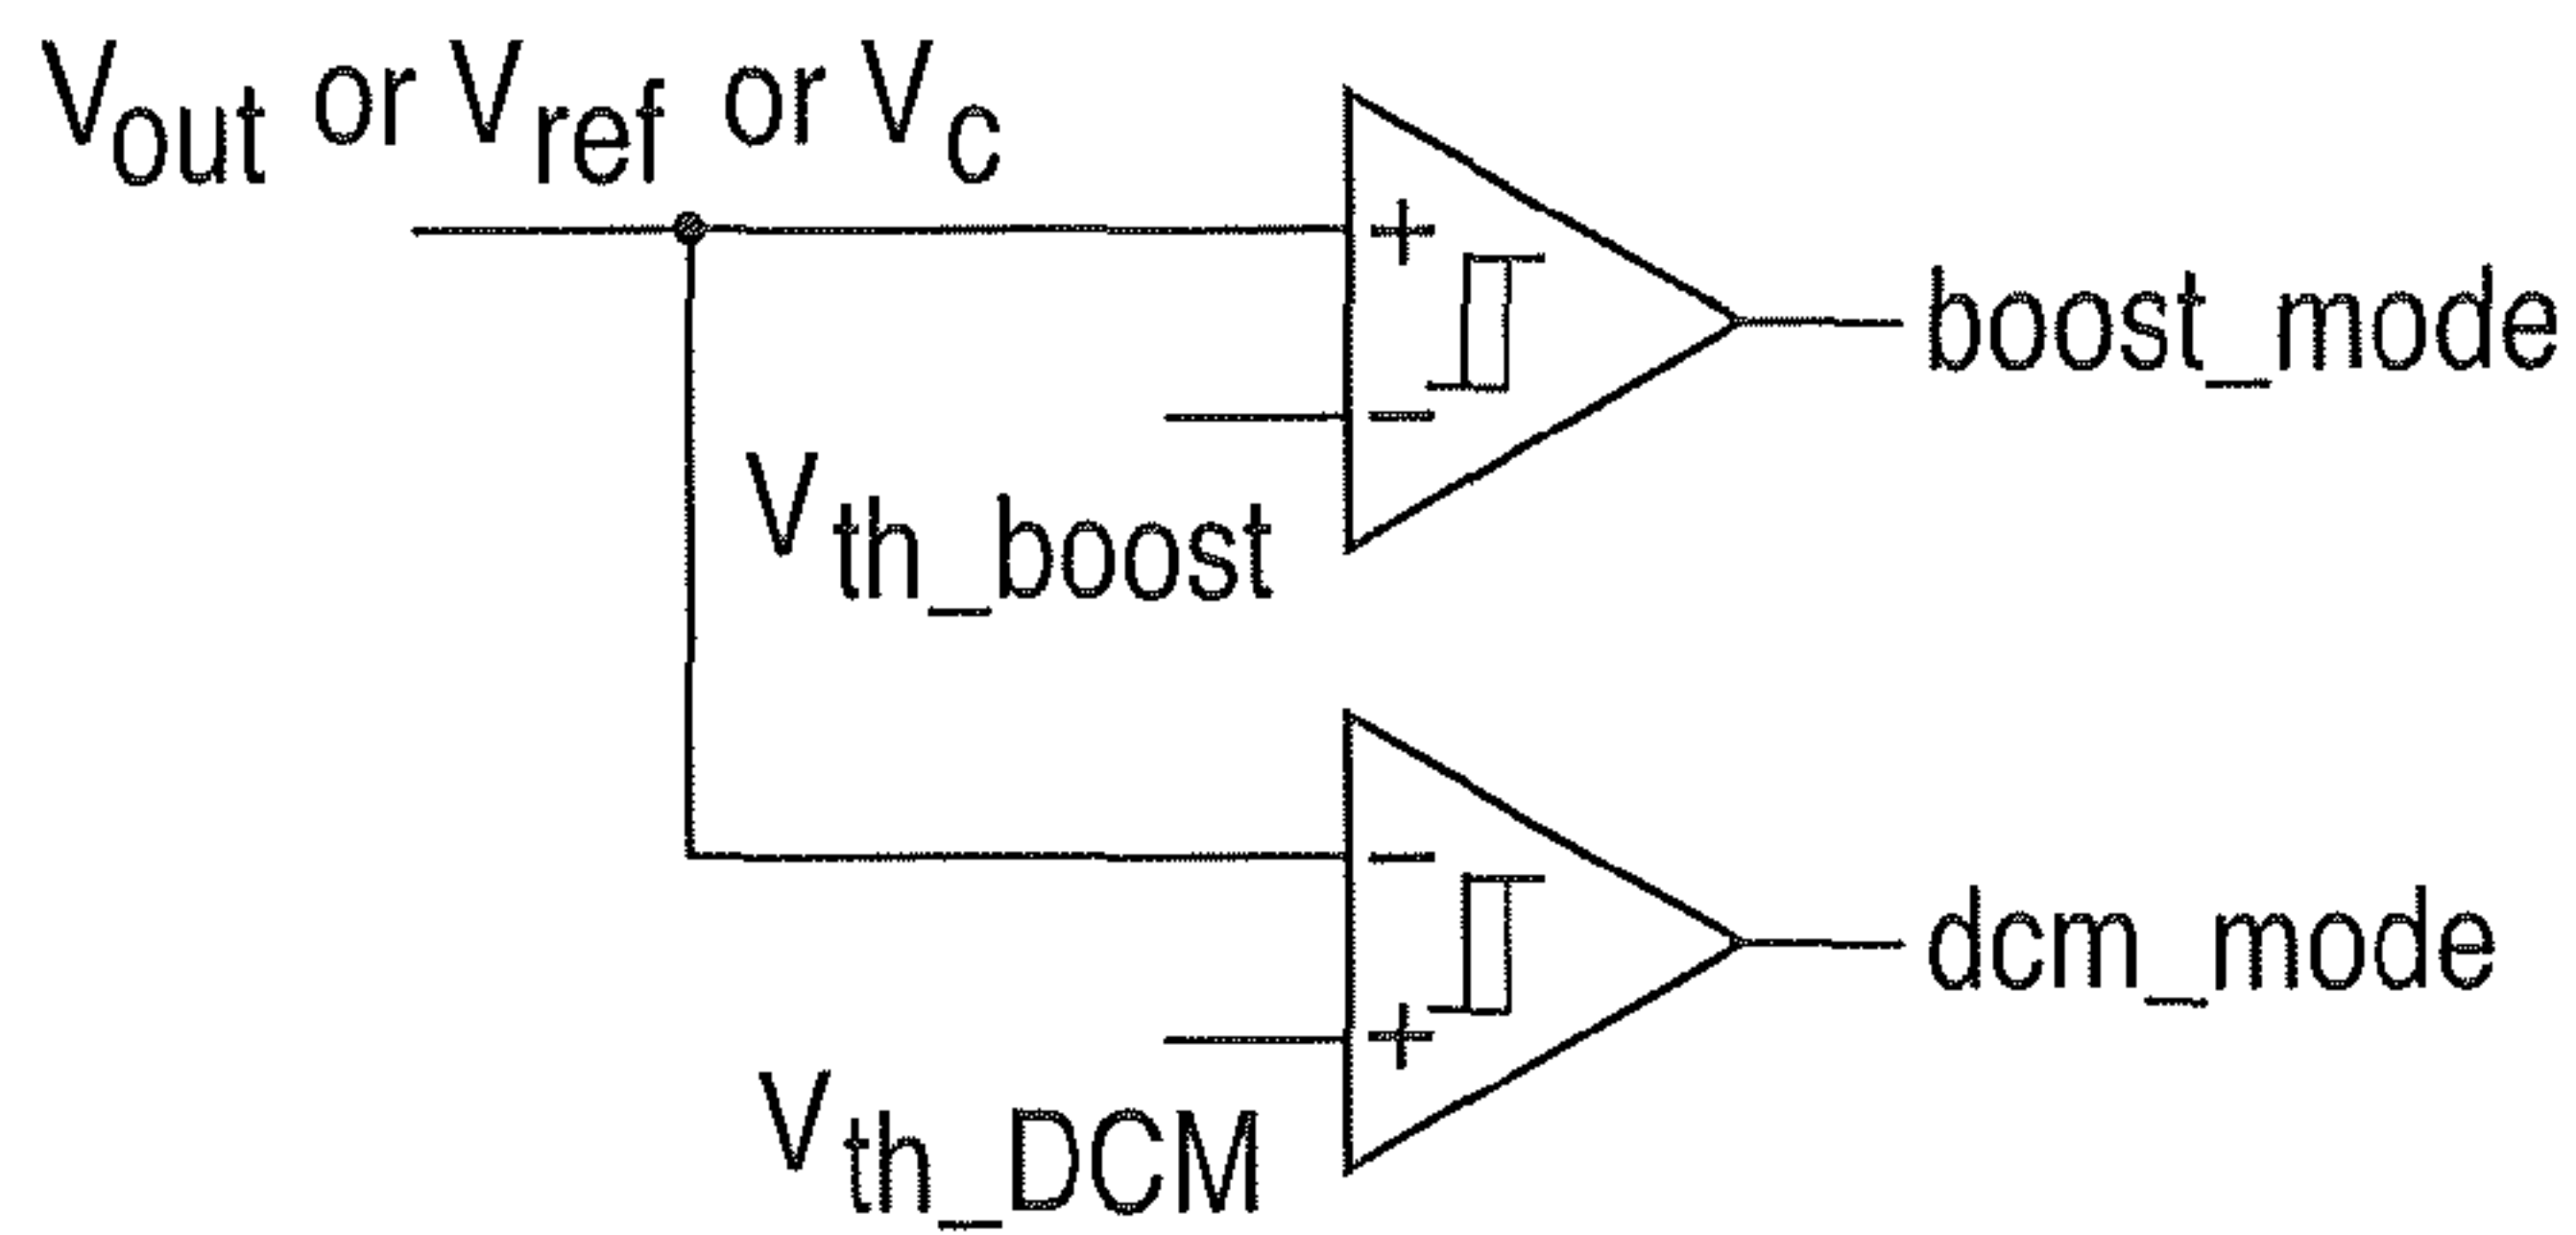 Vout or Vref or Vc
+
boost_mode
−
Vth_boost
−
dcm_mode
+
Vth_DCM